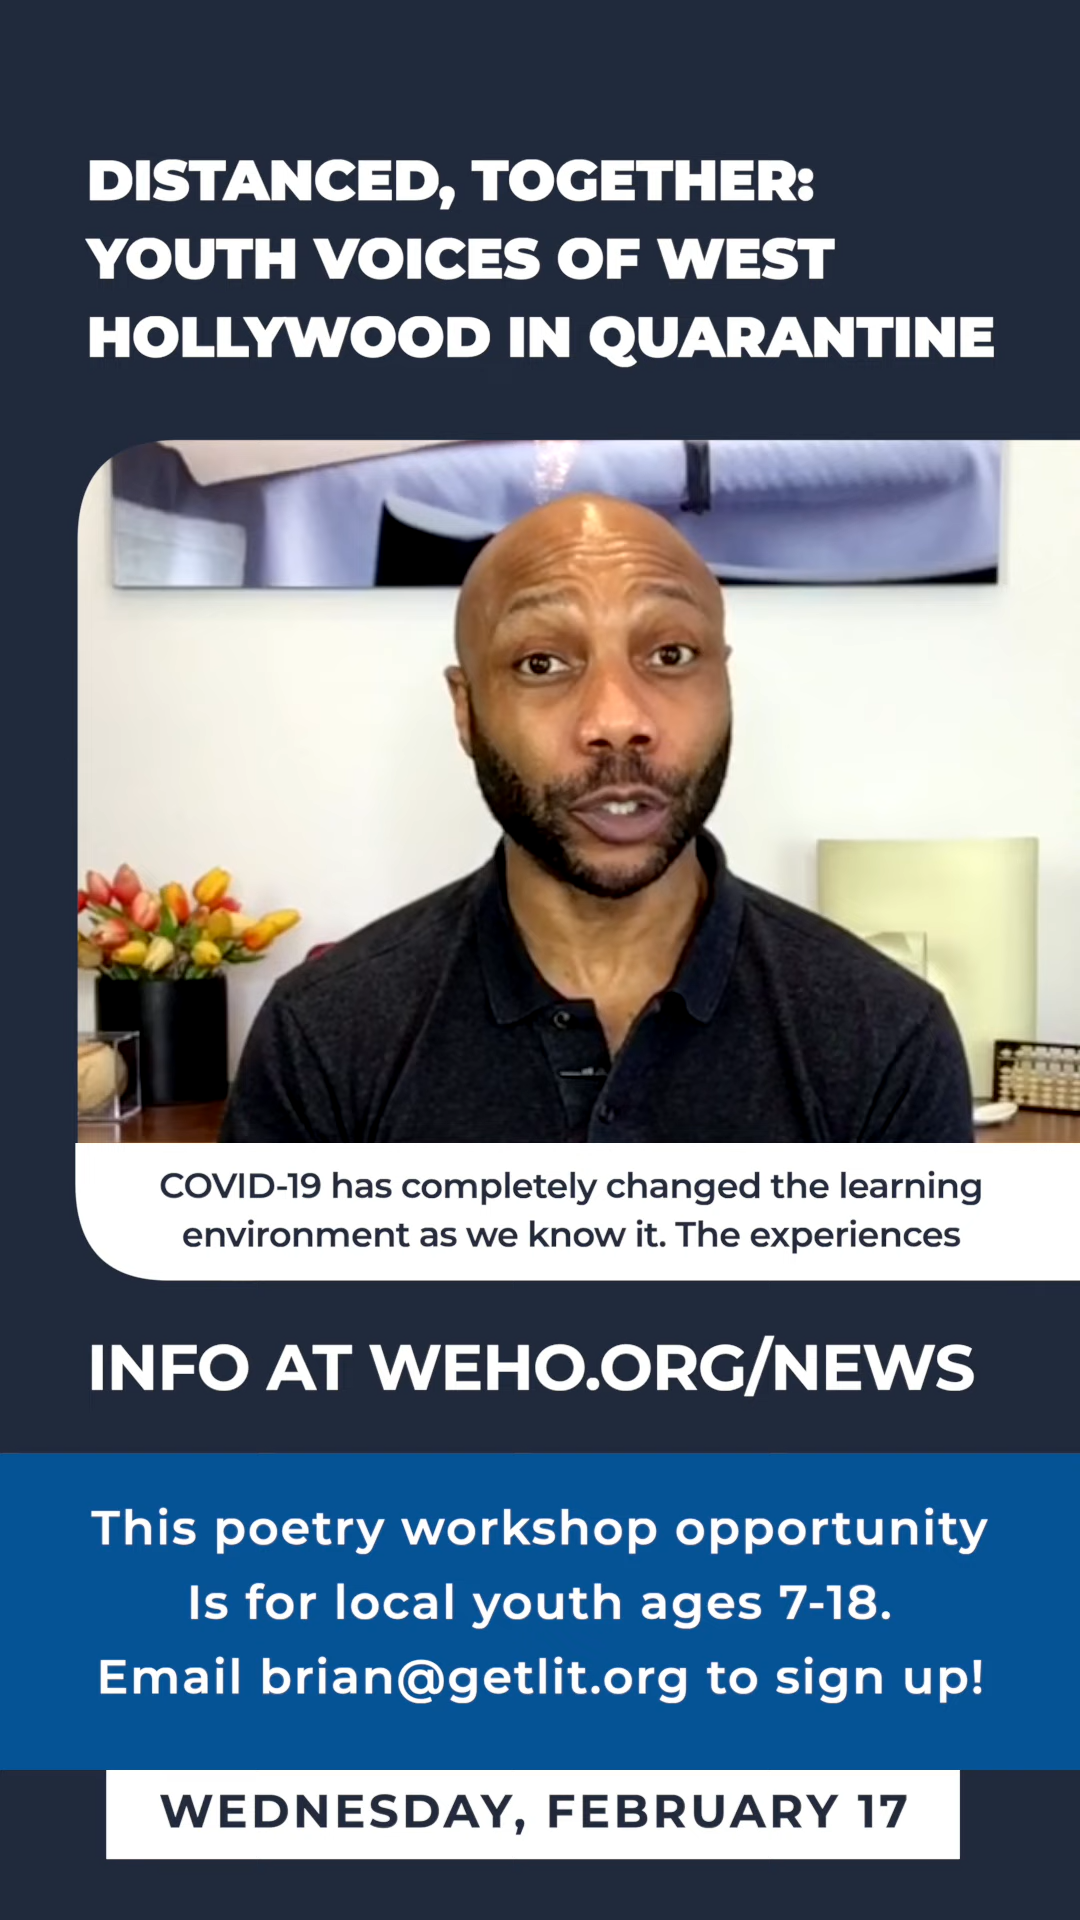 DISTANCED, TOGETHER:
YOUTH VOICES OF WEST
HOLLYWOOD IN QUARANTINE
COVID-19 has completely changed the learning
environment as we know it. The experiences
INFO AT WEHO.ORG/NEWS
This poetry workshop opportunity
Is for local youth ages 7-18.
Email brian@getlit.org to sign up!
WEDNESDAY, FEBRUARY 17